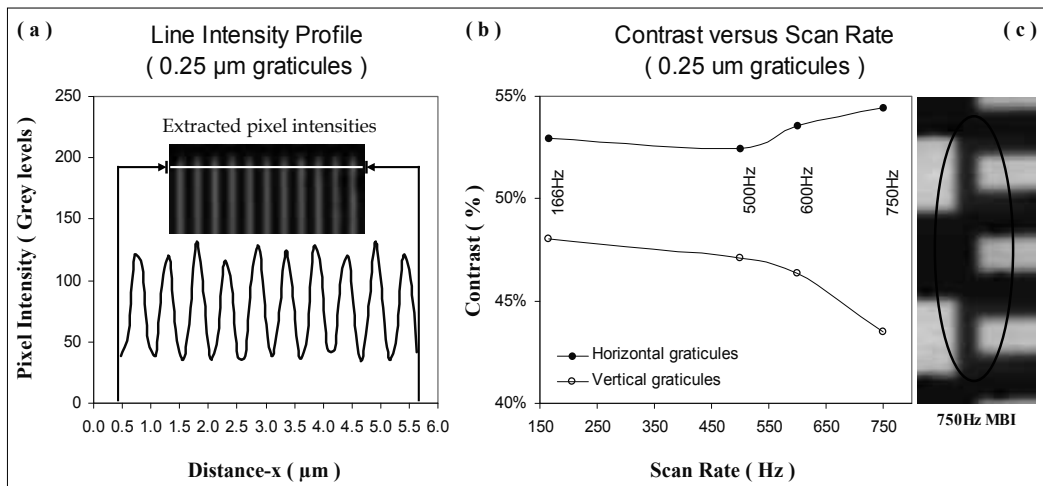 ( a )
Line Intensity Profile
( 0.25 µm graticules )
Pixel Intensity ( Grey levels )
250
200
150
100
50
0
Extracted pixel intensities
0.0 0.5 1.0 1.5 2.0 2.5 3.0 3.5 4.0 4.5 5.0 5.5 6.0
Distance-x ( µm )
( b )
Contrast versus Scan Rate
( 0.25 um graticules )
Contrast ( % )
55%
50%
45%
40%
166Hz
500Hz
600Hz
750Hz
Horizontal graticules
Vertical graticules
150 250 350 450 550 650 750
Scan Rate ( Hz )
( c )
750Hz MBI